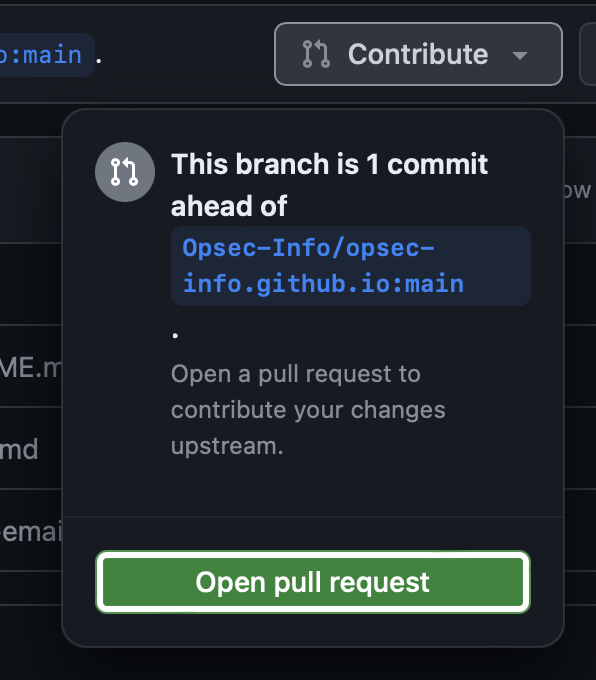 o:main.
Contribute
ow
This branch is 1 commit
ahead of
Opsec-Info/opsec-
info.github.io:main
.
Open a pull request to
contribute your changes
upstream.
ME.m
md
-emai
Open pull request